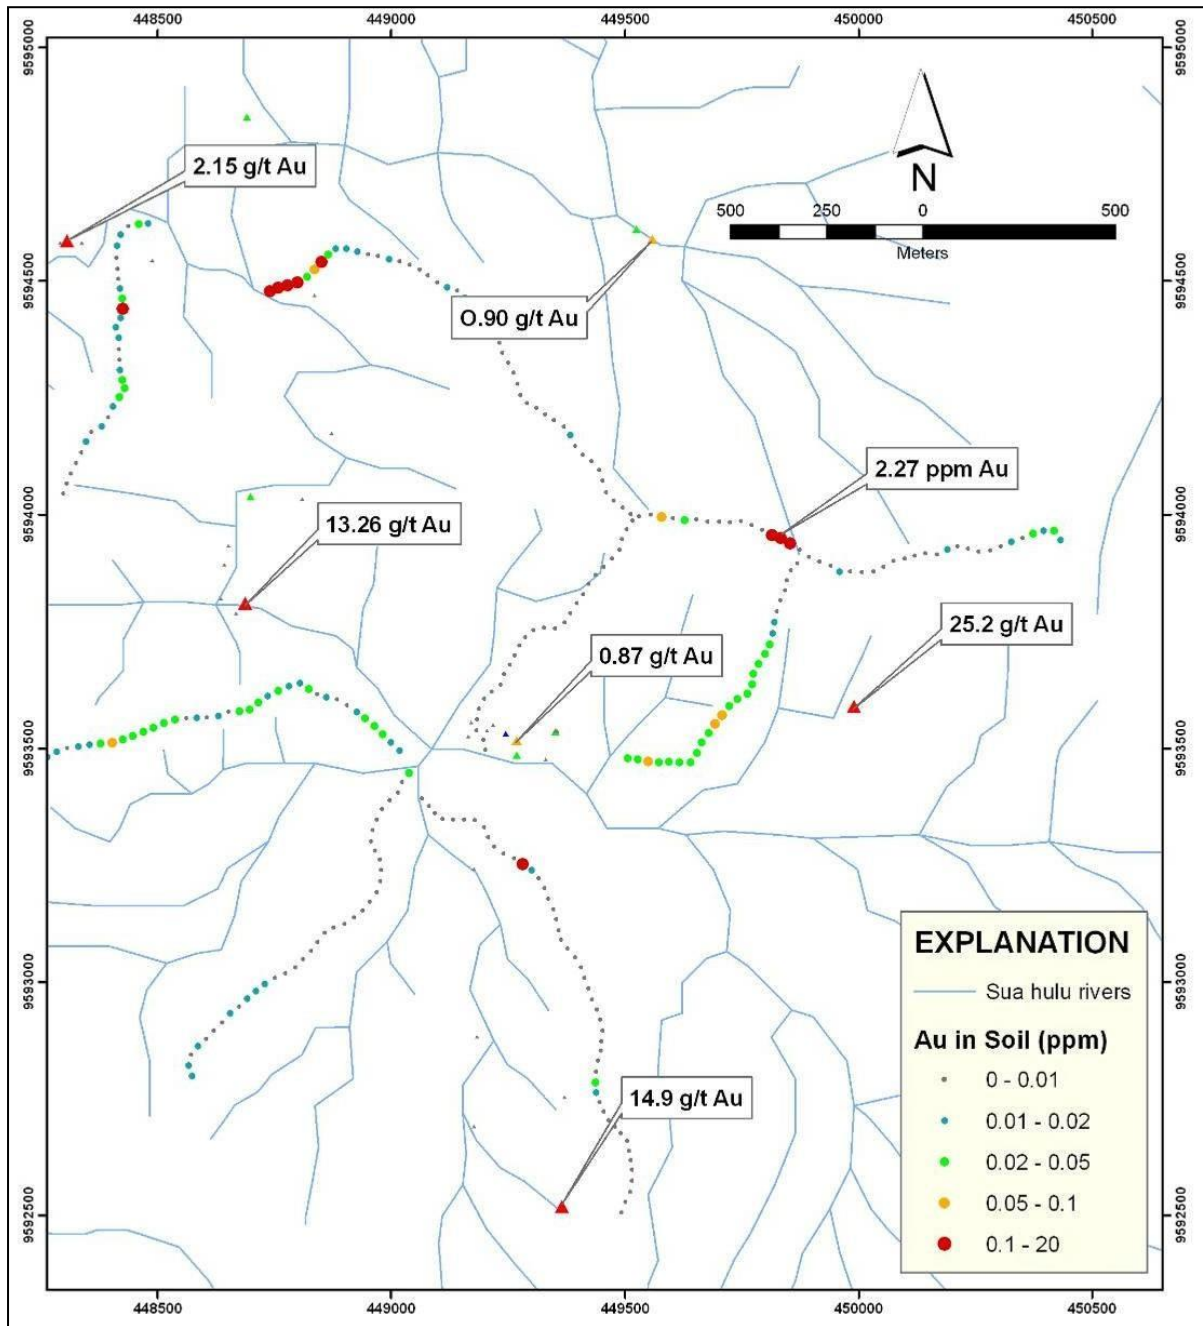 448500 449000 449500 450000 450500
9595000 9595000
2.15 g/t Au
N
500 250 0 500
Meters
9594500 9594500
O.90 g/t Au
2.27 ppm Au
9594000 9594000
13.26 g/t Au
25.2 g/t Au
0.87 g/t Au
9593500 9593500
EXPLANATION
Sua hulu rivers
9593000 9593000
Au in Soil (ppm)
0 - 0.01
14.9 g/t Au
0.01 - 0.02
0.02 - 0.05
0.05 - 0.1
9592500 9592500
0.1 - 20
448500 449000 449500 450000 450500